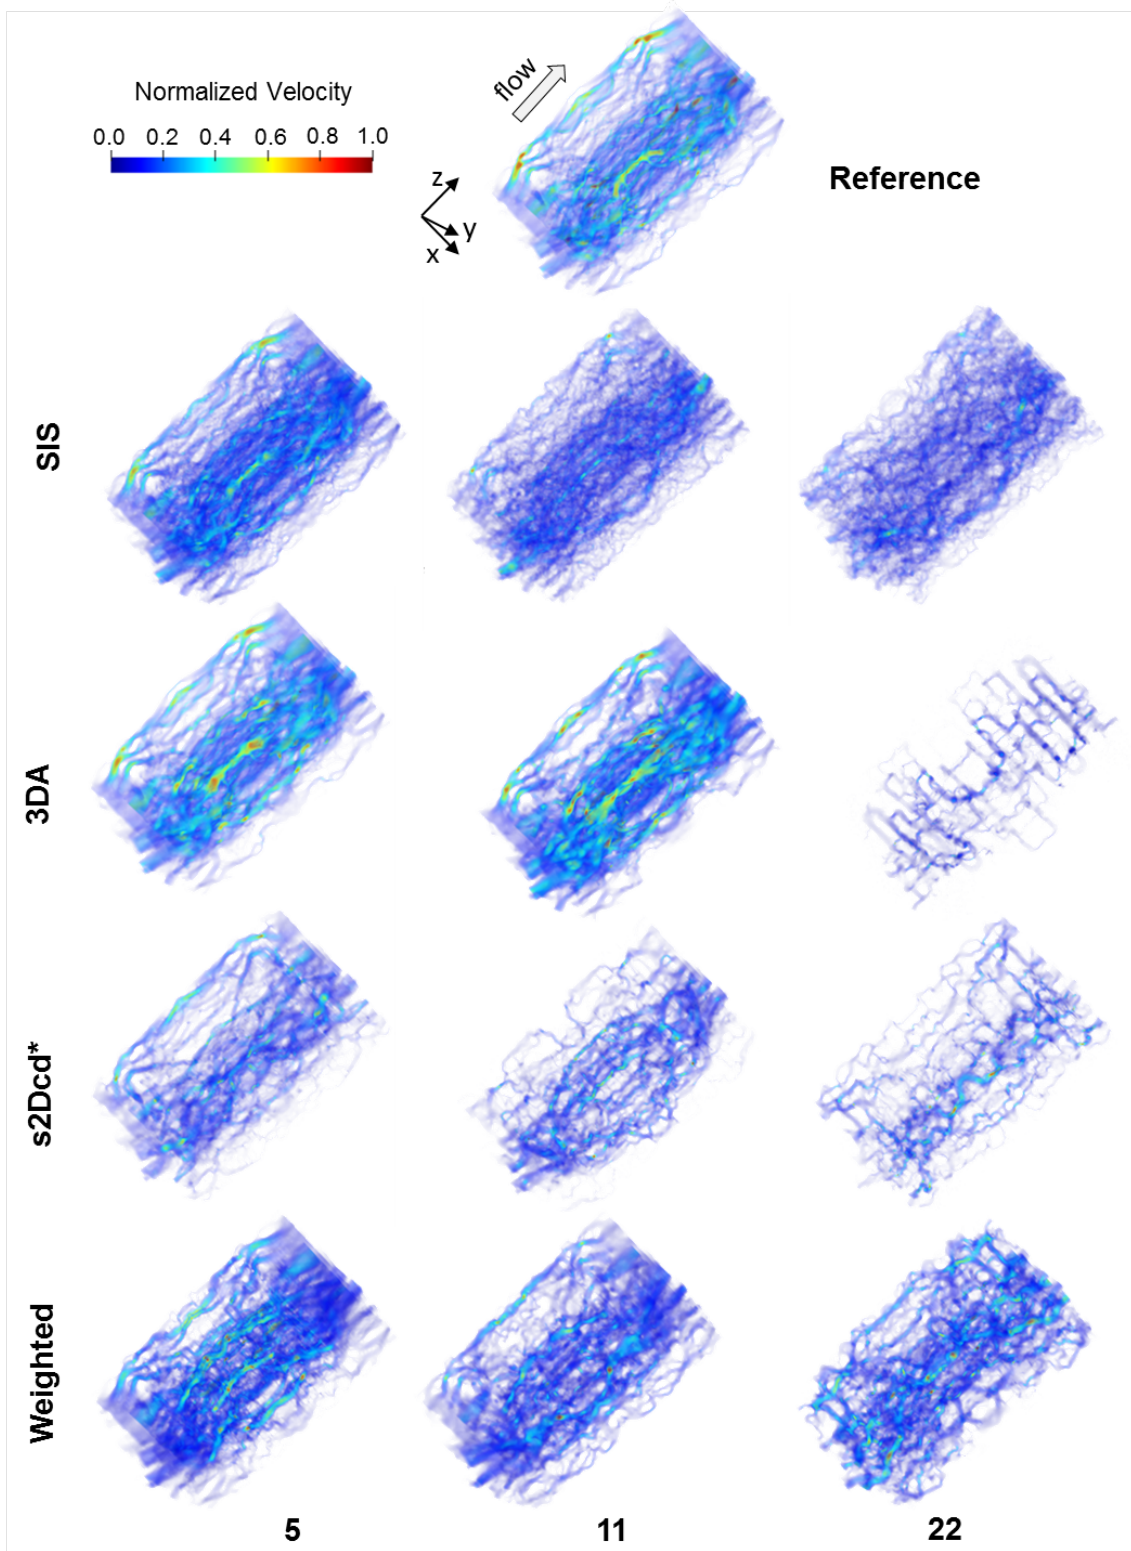 flow
Normalized Velocity
0.0 0.2 0.4 0.6 0.8 1.0
z
y
x
Reference
SIS
3DA
s2Dcd*
Weighted
5 11 22